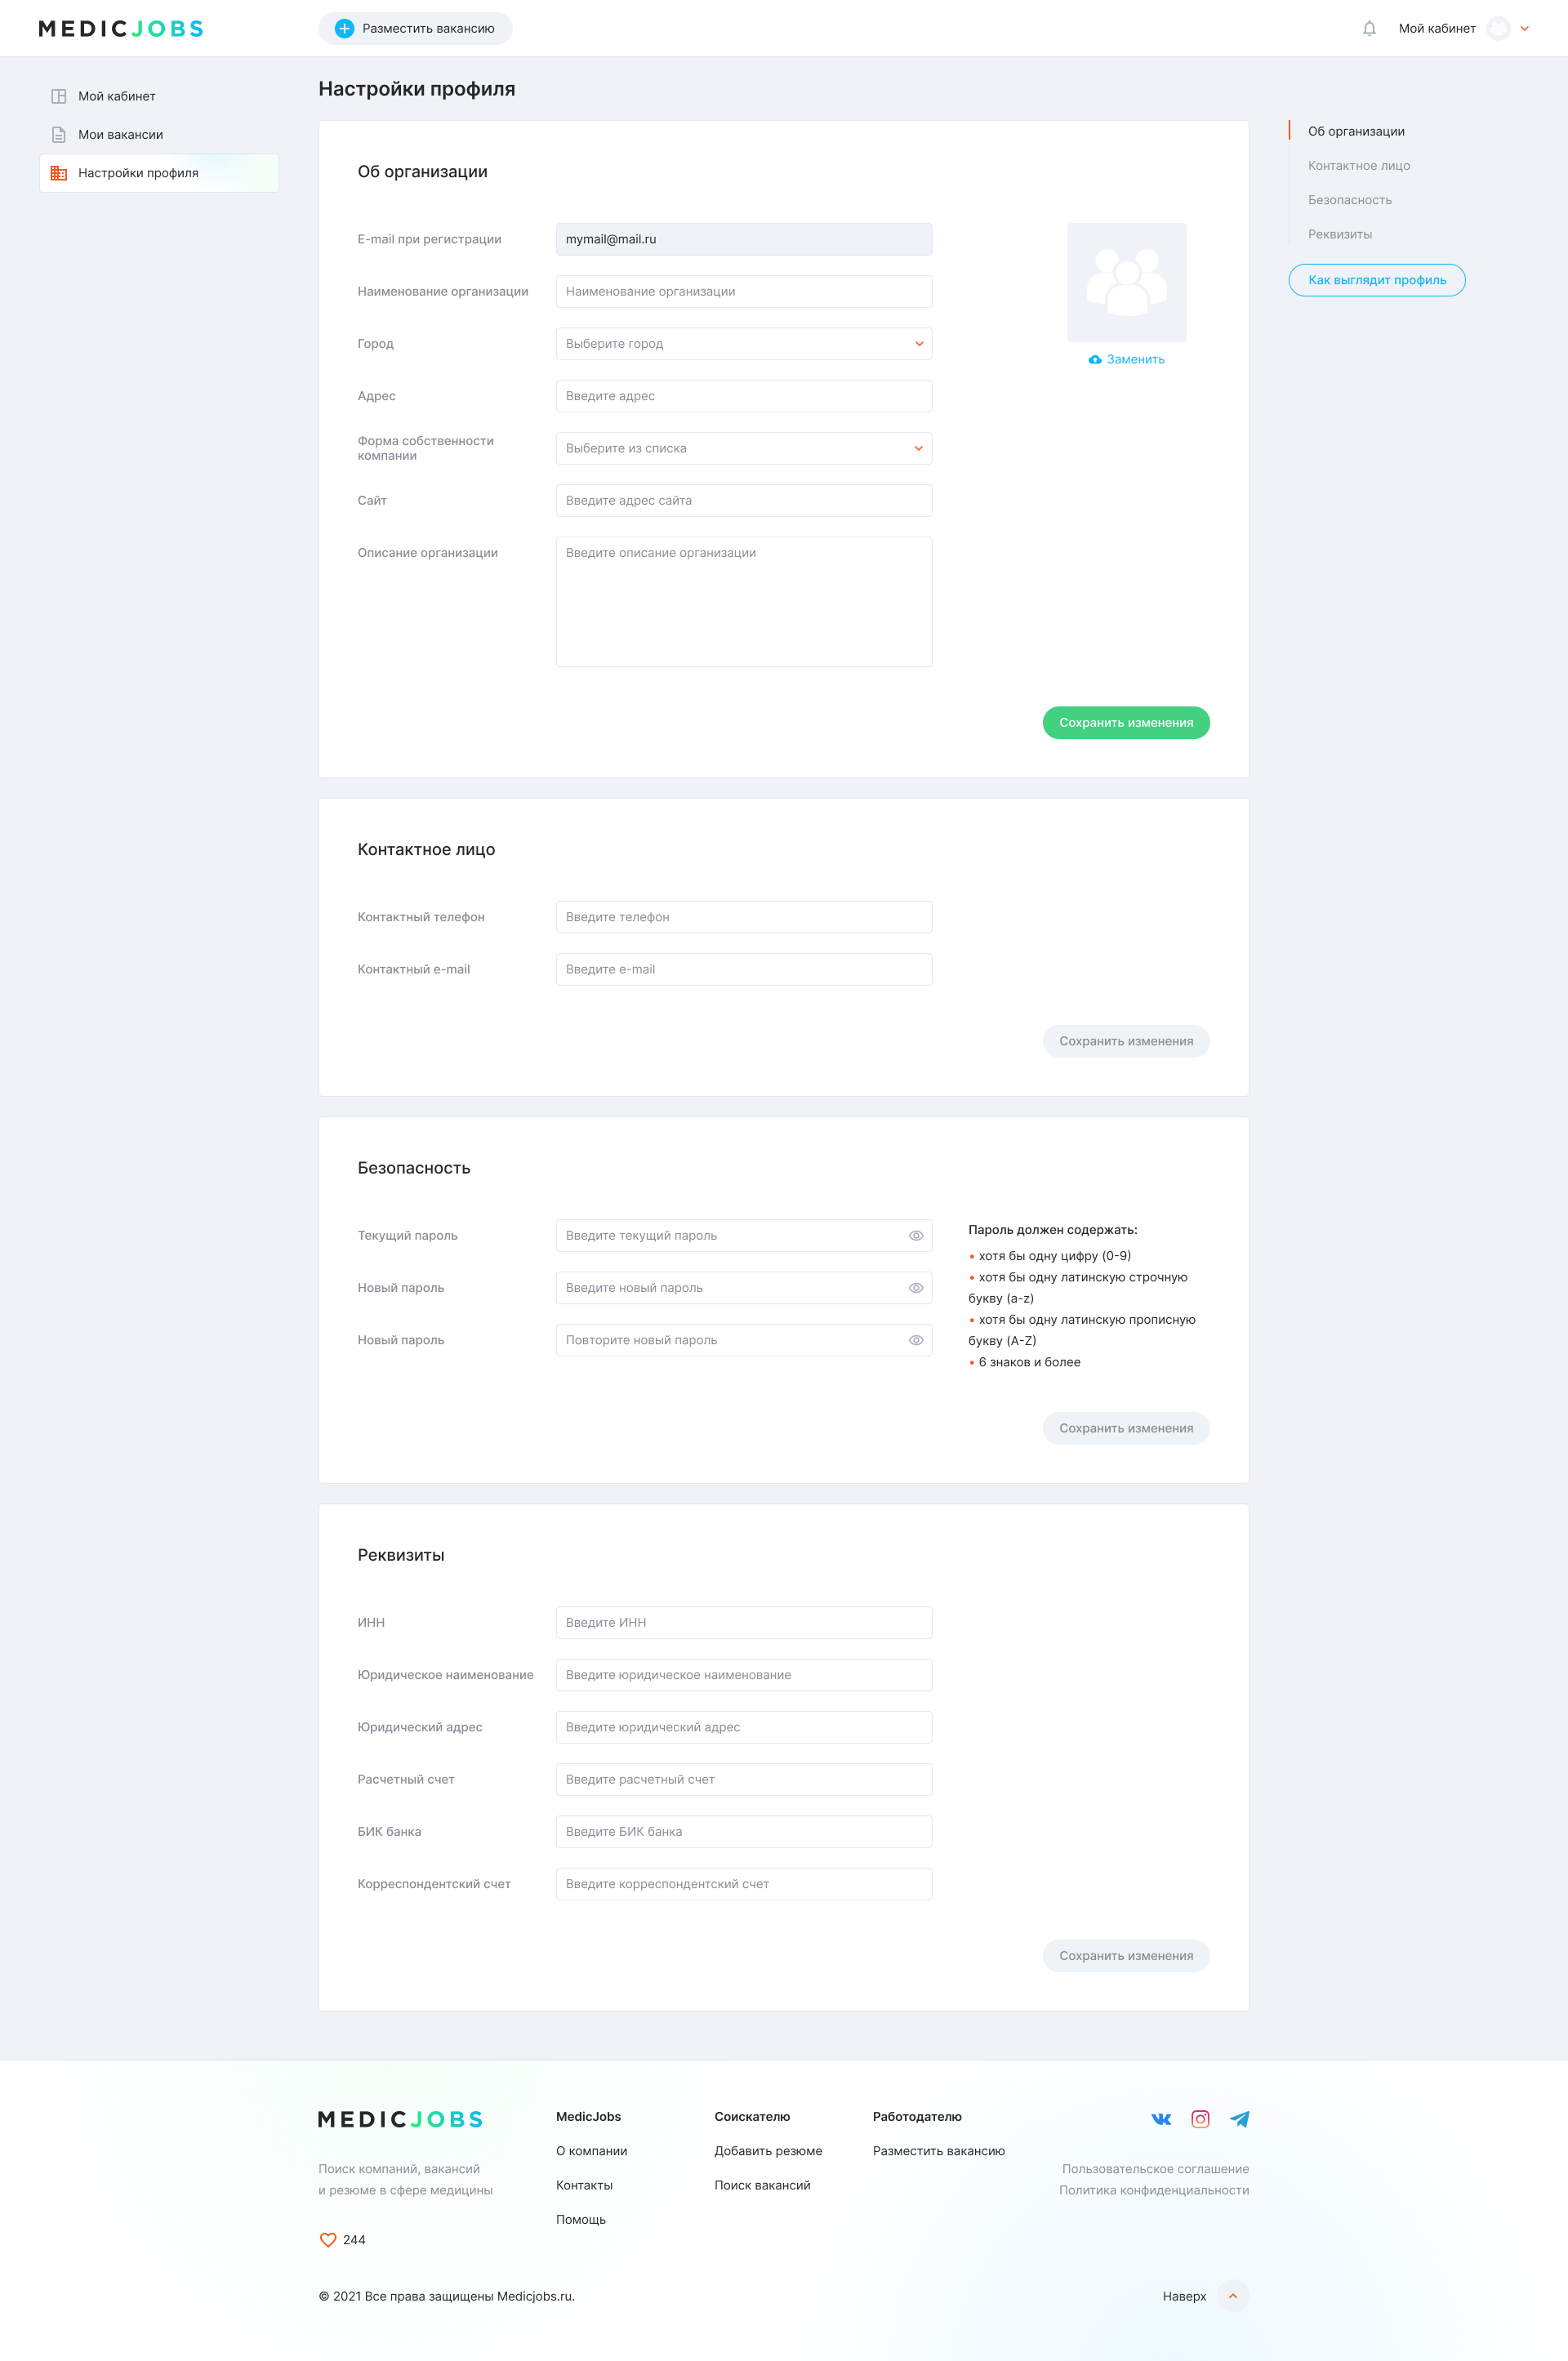 MEDICJOBS
Разместить вакансию
Мой кабинет
Мой кабинет
Мои вакансии
Настройки профиля
Настройки профиля
Об организации
E-mail при регистрации
mymail@mail.ru
Наименование организации
Наименование организации
Город
Выберите город
Адрес
Введите адрес
Форма собственности
компании
Выберите из списка
Сайт
Введите адрес сайта
Описание организации
Введите описание организации
Заменить
Сохранить изменения
Об организации
Контактное лицо
Безопасность
Реквизиты
Как выглядит профиль
Контактное лицо
Контактный телефон
Введите телефон
Контактный e-mail
Введите e-mail
Сохранить изменения
Безопасность
Текущий пароль
Введите текущий пароль
Новый пароль
Введите новый пароль
Новый пароль
Повторите новый пароль
Пароль должен содержать:
• хотя бы одну цифру (0-9)
• хотя бы одну латинскую строчную
букву (a-z)
• хотя бы одну латинскую прописную
букву (A-Z)
• 6 знаков и более
Сохранить изменения
Реквизиты
ИНН
Введите ИНН
Юридическое наименование
Введите юридическое наименование
Юридический адрес
Введите юридический адрес
Расчетный счет
Введите расчетный счет
БИК банка
Введите БИК банка
Корреспондентский счет
Введите корреспондентский счет
Сохранить изменения
MEDICJOBS
Поиск компаний, вакансий
и резюме в сфере медицины
244
MedicJobs
О компании
Контакты
Помощь
Соискателю
Добавить резюме
Поиск вакансий
Работодателю
Разместить вакансию
Пользовательское соглашение
Политика конфиденциальности
© 2021 Все права защищены Medicjobs.ru.
Наверх